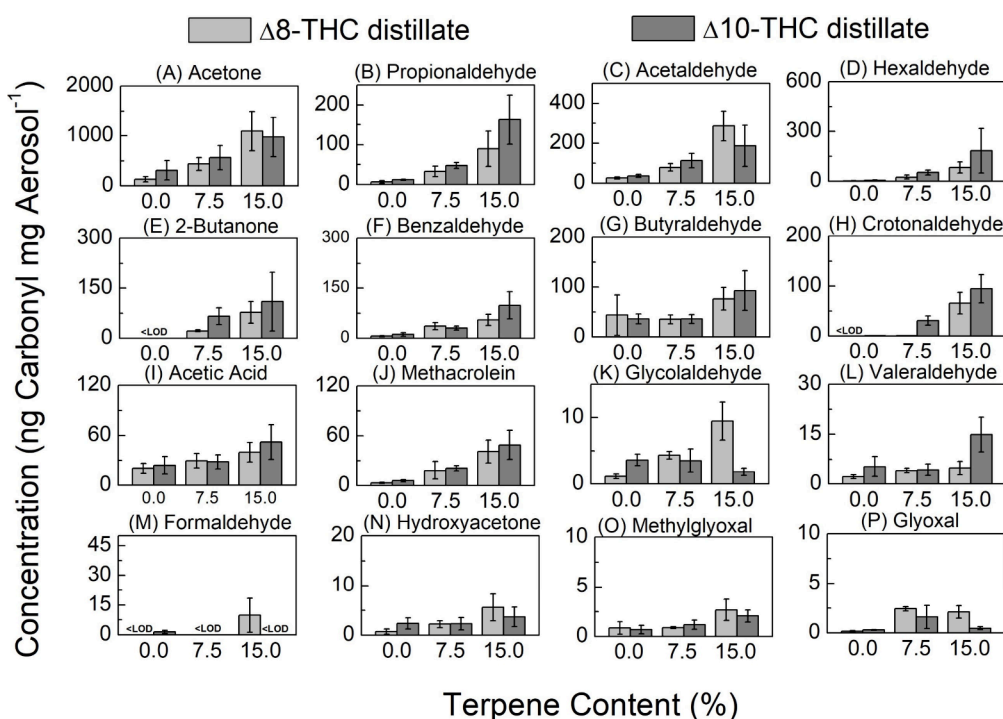 Δ8-THC distillate Δ10-THC distillate
Concentration (ng Carbonyl mg Aerosol⁻¹)
(A) Acetone
2000
1000
0
0.0 7.5 15.0
(B) Propionaldehyde
200
100
0
0.0 7.5 15.0
(C) Acetaldehyde
400
200
0
0.0 7.5 15.0
(D) Hexaldehyde
600
300
0
0.0 7.5 15.0
(E) 2-Butanone
300
150
0
<LOD
0.0 7.5 15.0
(F) Benzaldehyde
300
150
0
0.0 7.5 15.0
(G) Butyraldehyde
200
100
0
0.0 7.5 15.0
(H) Crotonaldehyde
200
100
0
<LOD
0.0 7.5 15.0
(I) Acetic Acid
120
60
0
0.0 7.5 15.0
(J) Methacrolein
120
60
0
0.0 7.5 15.0
(K) Glycolaldehyde
10
5
0
0.0 7.5 15.0
(L) Valeraldehyde
30
15
0
0.0 7.5 15.0
(M) Formaldehyde
45
30
15
0
<LOD <LOD <LOD
0.0 7.5 15.0
(N) Hydroxyacetone
20
10
0
0.0 7.5 15.0
(O) Methylglyoxal
10
5
0
0.0 7.5 15.0
(P) Glyoxal
10
5
0
0.0 7.5 15.0
Terpene Content (%)